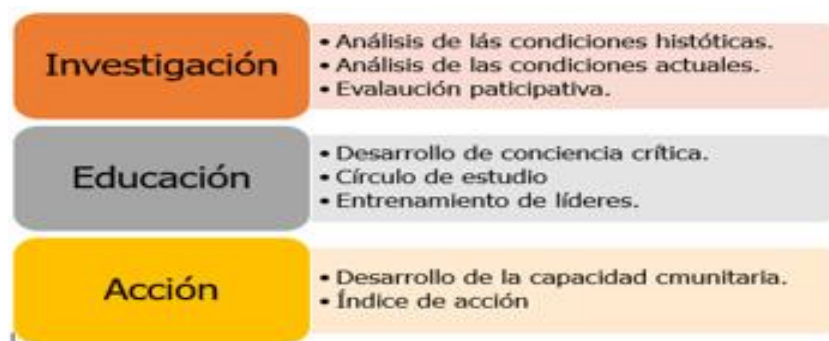 Investigación
• Análisis de lás condiciones históticas.
• Análisis de las condiciones actuales.
• Evalaución paticipativa.
Educación
• Desarrollo de conciencia crítica.
• Círculo de estudio
• Entrenamiento de líderes.
Acción
• Desarrollo de la capacidad cmunitaria.
• Índice de acción